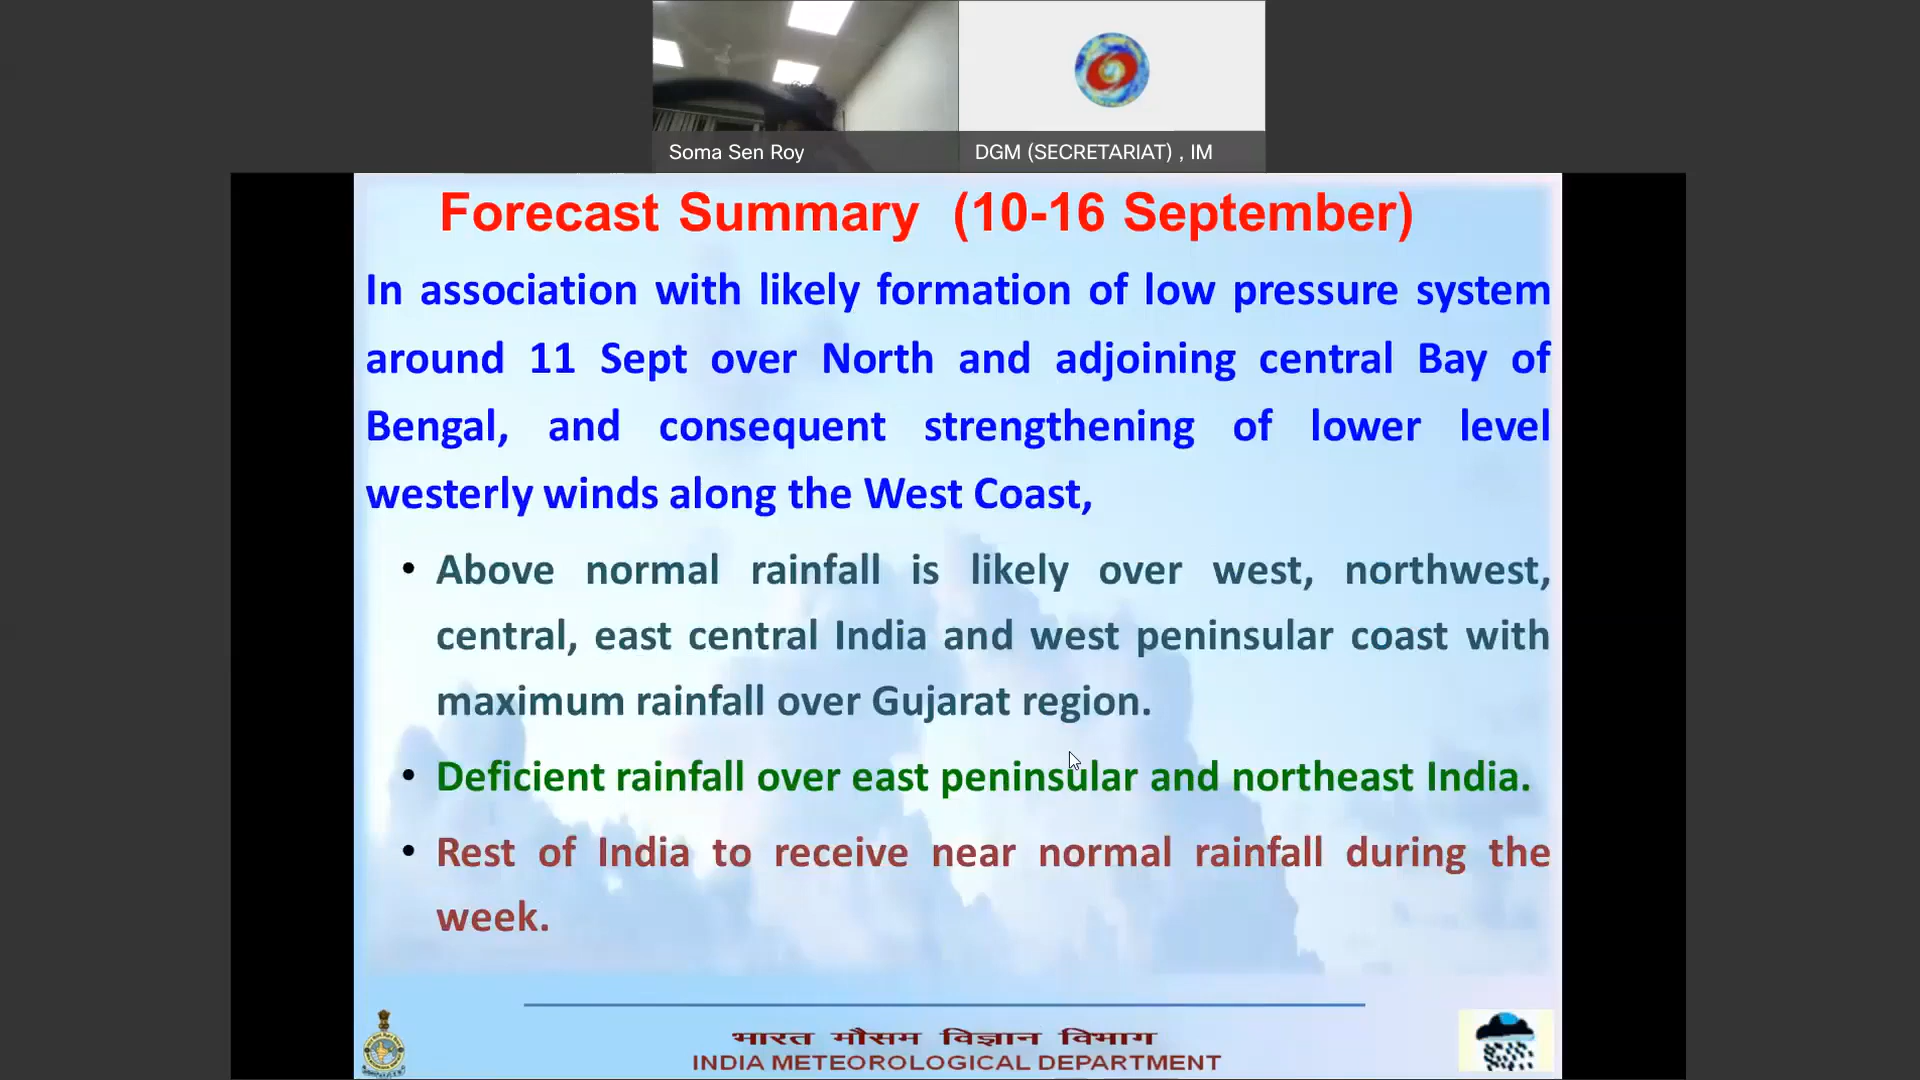 Soma Sen Roy
DGM (SECRETARIAT) , IM
Forecast Summary (10-16 September)
In association with likely formation of low pressure system
around 11 Sept over North and adjoining central Bay of
Bengal, and consequent strengthening of lower level
westerly winds along the West Coast,
• Above normal rainfall is likely over west, northwest,
central, east central India and west peninsular coast with
maximum rainfall over Gujarat region.
• Deficient rainfall over east peninsular and northeast India.
• Rest of India to receive near normal rainfall during the
week.
भारत मौसम विज्ञान विभाग
INDIA METEOROLOGICAL DEPARTMENT